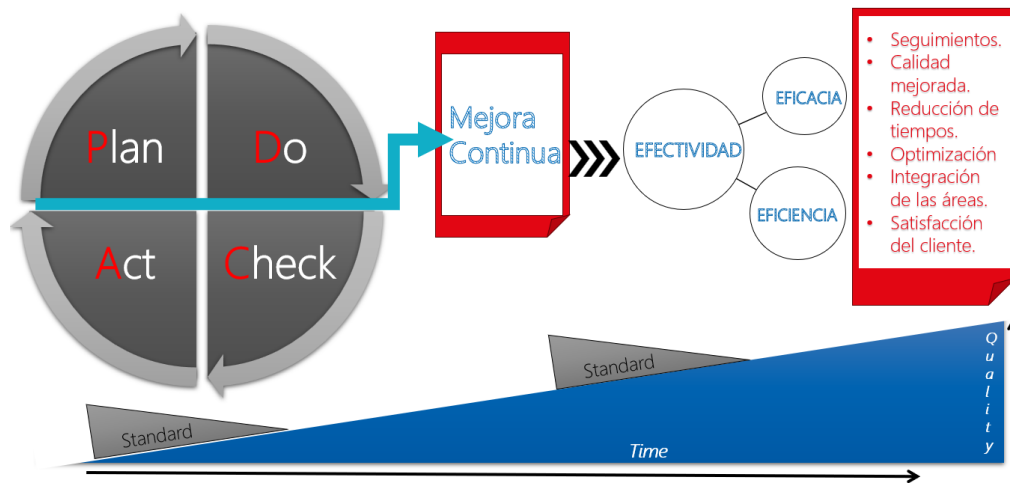 Plan
Do
Act
Check
Mejora
Continua
EFECTIVIDAD
EFICACIA
EFICIENCIA
• Seguimientos.
• Calidad
mejorada.
• Reducción de
tiempos.
• Optimización
• Integración
de las áreas.
• Satisfacción
del cliente.
Standard
Standard
Time
Quality